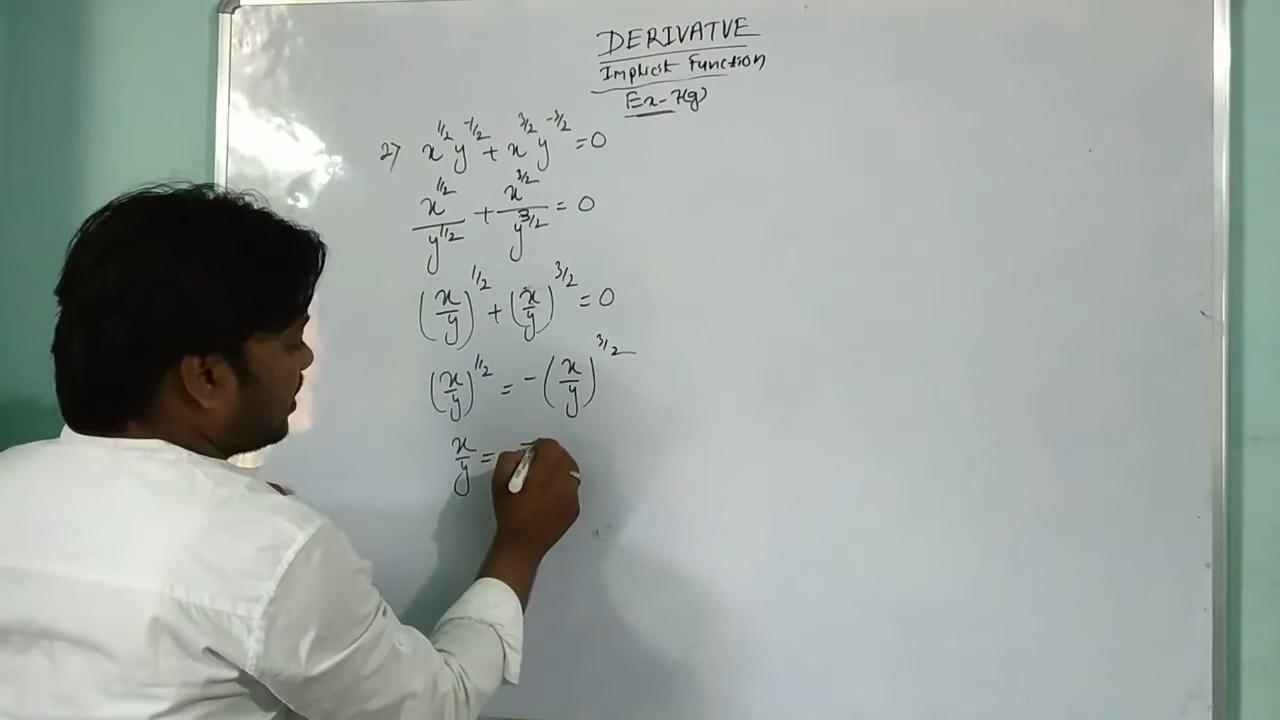 DERIVATVE
Implicit Function
Ex-7(g)
2) x^1/2 y^-1/2 + x^3/2 y^-3/2 = 0
x^1/2 / y^1/2 + x^3/2 / y^3/2 = 0
(x/y)^1/2 + (x/y)^3/2 = 0
(x/y)^1/2 = -(x/y)^3/2
x/y = -